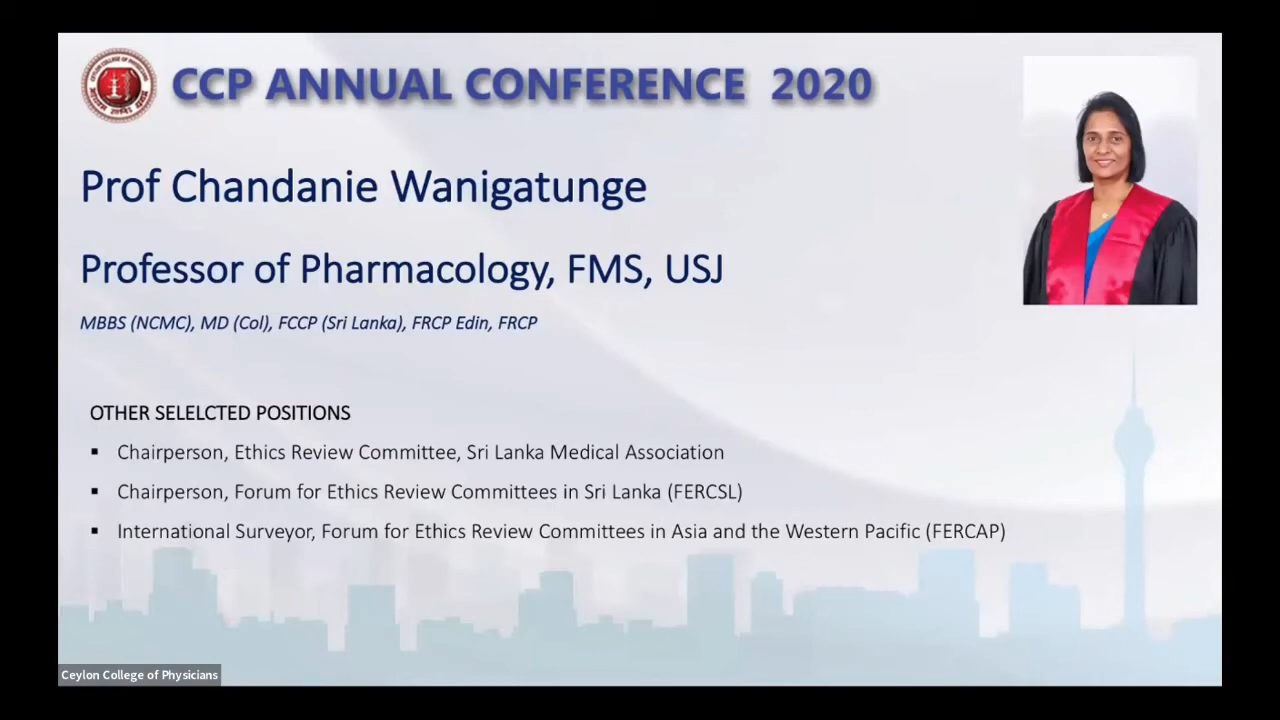 CCP ANNUAL CONFERENCE 2020
Prof Chandanie Wanigatunge
Professor of Pharmacology, FMS, USJ
MBBS (NCMC), MD (Col), FCCP (Sri Lanka), FRCP Edin, FRCP
OTHER SELELCTED POSITIONS
▪ Chairperson, Ethics Review Committee, Sri Lanka Medical Association
▪ Chairperson, Forum for Ethics Review Committees in Sri Lanka (FERCSL)
▪ International Surveyor, Forum for Ethics Review Committees in Asia and the Western Pacific (FERCAP)
Ceylon College of Physicians